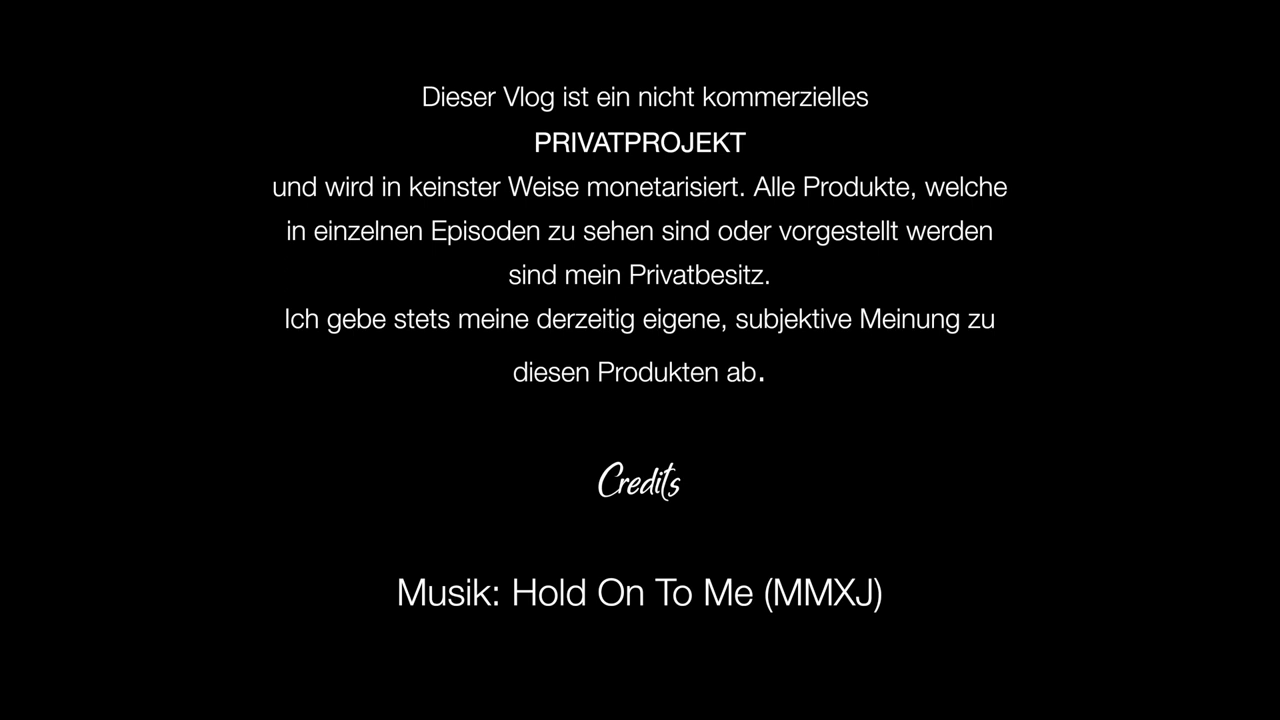 Dieser Vlog ist ein nicht kommerzielles
PRIVATPROJEKT
und wird in keinster Weise monetarisiert. Alle Produkte, welche
in einzelnen Episoden zu sehen sind oder vorgestellt werden
sind mein Privatbesitz.
Ich gebe stets meine derzeitig eigene, subjektive Meinung zu
diesen Produkten ab.
Credits
Musik: Hold On To Me (MMXJ)